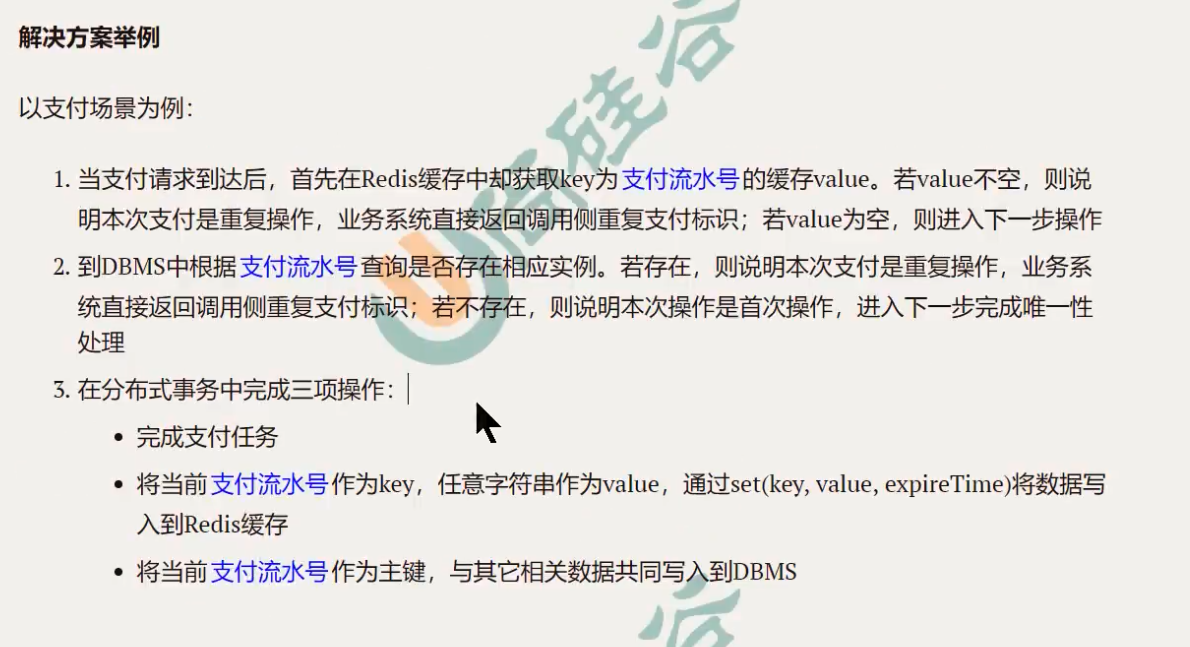 解决方案举例
以支付场景为例：
1. 当支付请求到达后，首先在Redis缓存中却获取key为支付流水号的缓存value。若value不空，则说
明本次支付是重复操作，业务系统直接返回调用侧重复支付标识；若value为空，则进入下一步操作
2. 到DBMS中根据支付流水号查询是否存在相应实例。若存在，则说明本次支付是重复操作，业务系
统直接返回调用侧重复支付标识；若不存在，则说明本次操作是首次操作，进入下一步完成唯一性
处理
3. 在分布式事务中完成三项操作：
• 完成支付任务
• 将当前支付流水号作为key，任意字符串作为value，通过set(key, value, expireTime)将数据写
入到Redis缓存
• 将当前支付流水号作为主键，与其它相关数据共同写入到DBMS
尚硅谷
谷